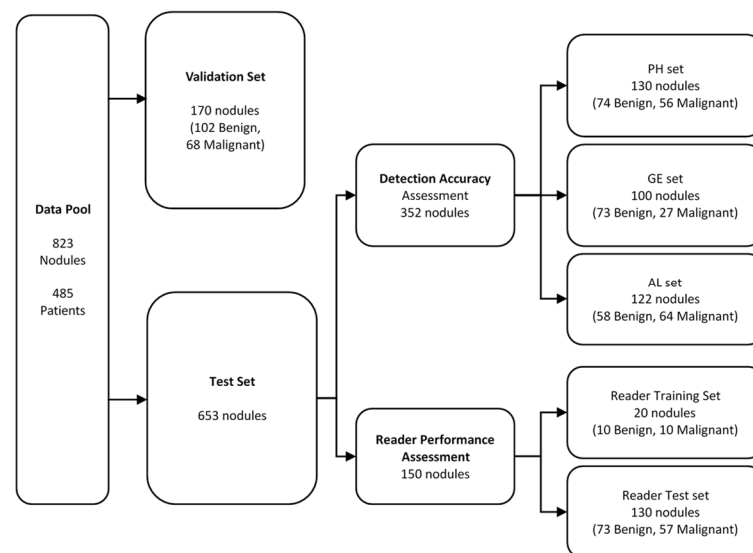 Data Pool
823
Nodules
485
Patients
Validation Set
170 nodules
(102 Benign,
68 Malignant)
Test Set
653 nodules
Detection Accuracy
Assessment
352 nodules
Reader Performance
Assessment
150 nodules
PH set
130 nodules
(74 Benign, 56 Malignant)
GE set
100 nodules
(73 Benign, 27 Malignant)
AL set
122 nodules
(58 Benign, 64 Malignant)
Reader Training Set
20 nodules
(10 Benign, 10 Malignant)
Reader Test set
130 nodules
(73 Benign, 57 Malignant)